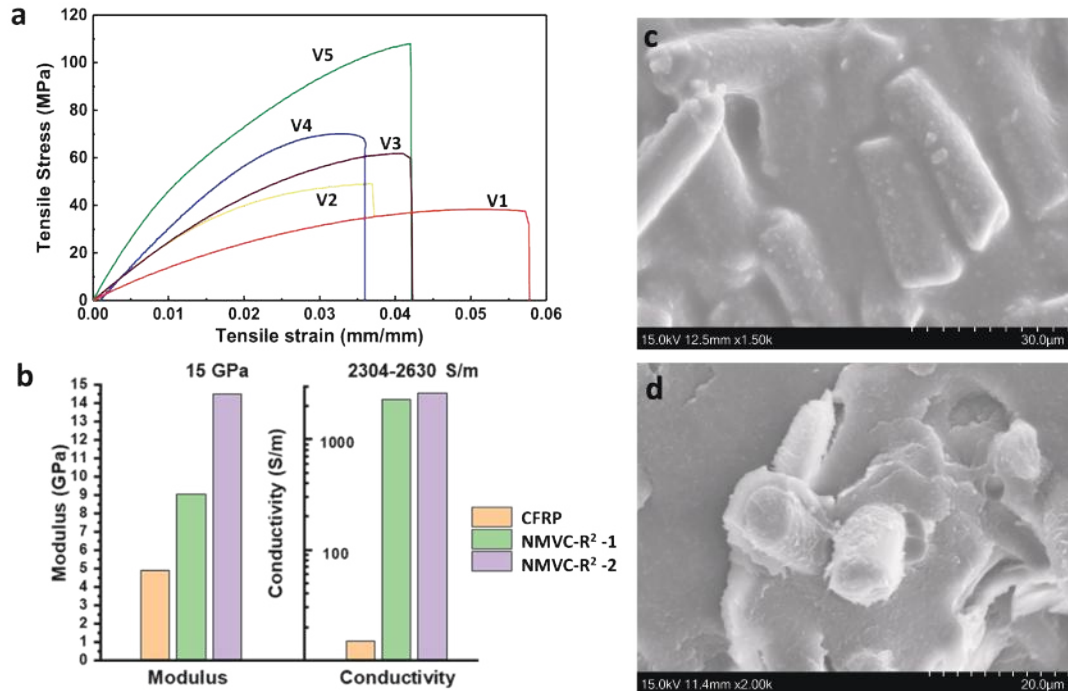 a
120
100
80
60
40
20
0
Tensile Stress (MPa)
V5
V4
V3
V2
V1
0.00 0.01 0.02 0.03 0.04 0.05 0.06
Tensile strain (mm/mm)
b
15 GPa
2304-2630 S/m
15
14
13
12
11
10
9
8
7
6
5
4
3
2
1
0
Modulus (GPa)
Modulus
1000
100
Conductivity (S/m)
Conductivity
CFRP
NMVC-R² -1
NMVC-R² -2
c
15.0kV 12.5mm x1.50k 30.0µm
d
15.0kV 11.4mm x2.00k 20.0µm